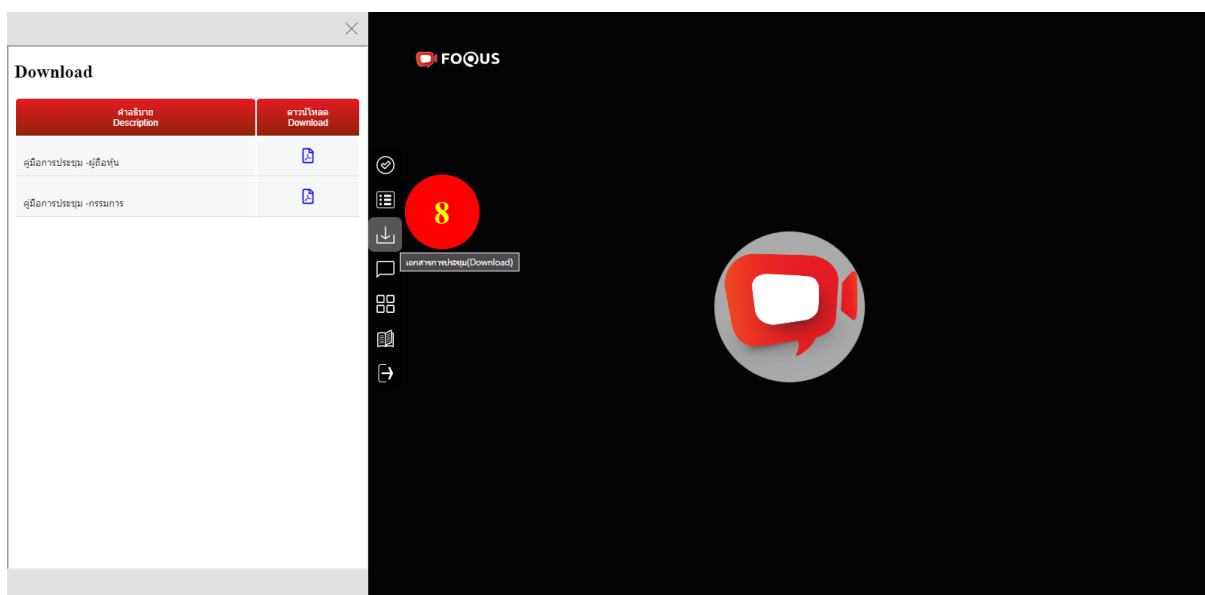 Download
คำอธิบาย
Description
ดาวน์โหลด
Download
คู่มือการประชุม -ผู้ถือหุ้น
คู่มือการประชุม -กรรมการ
FOQUS
8
เอกสารการประชุม(Download)